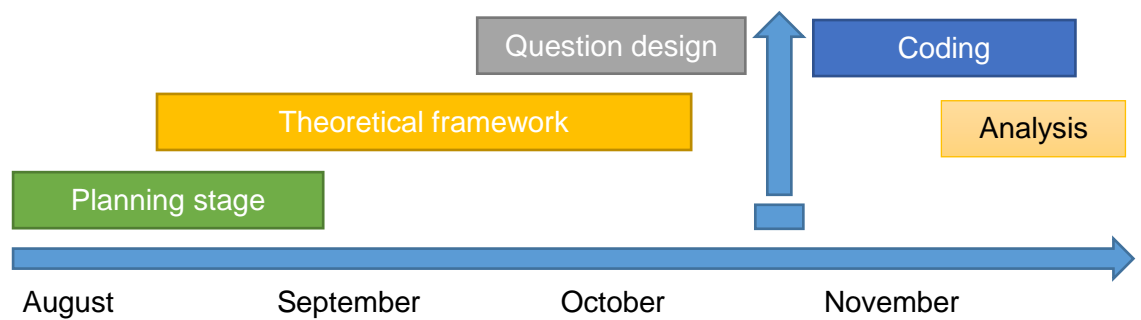 Question design
Coding
Theoretical framework
Analysis
Planning stage
August
September
October
November